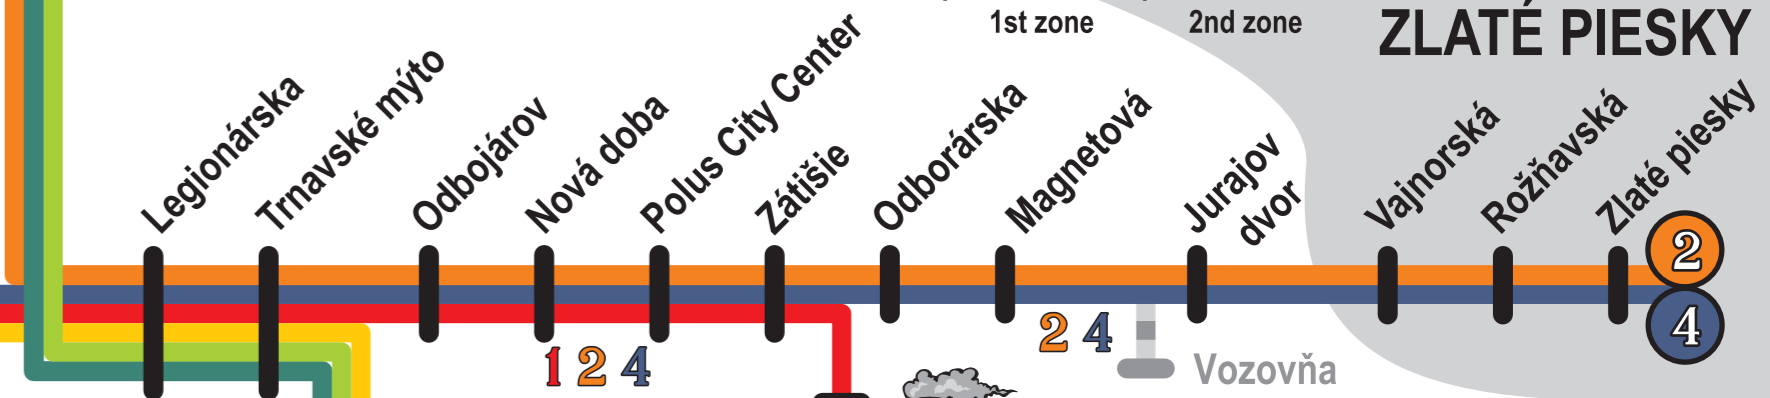 1st zone
2nd zone
ZLATÉ PIESKY
Legionárska
Trnavské mýto
Odbojárov
Nová doba
Polus City Center
Zátišie
Odborárska
Magnetová
Jurajov
dvor
Vajnorská
Rožňavská
Zlaté piesky
2
4
1 2 4
2 4
Vozovňa